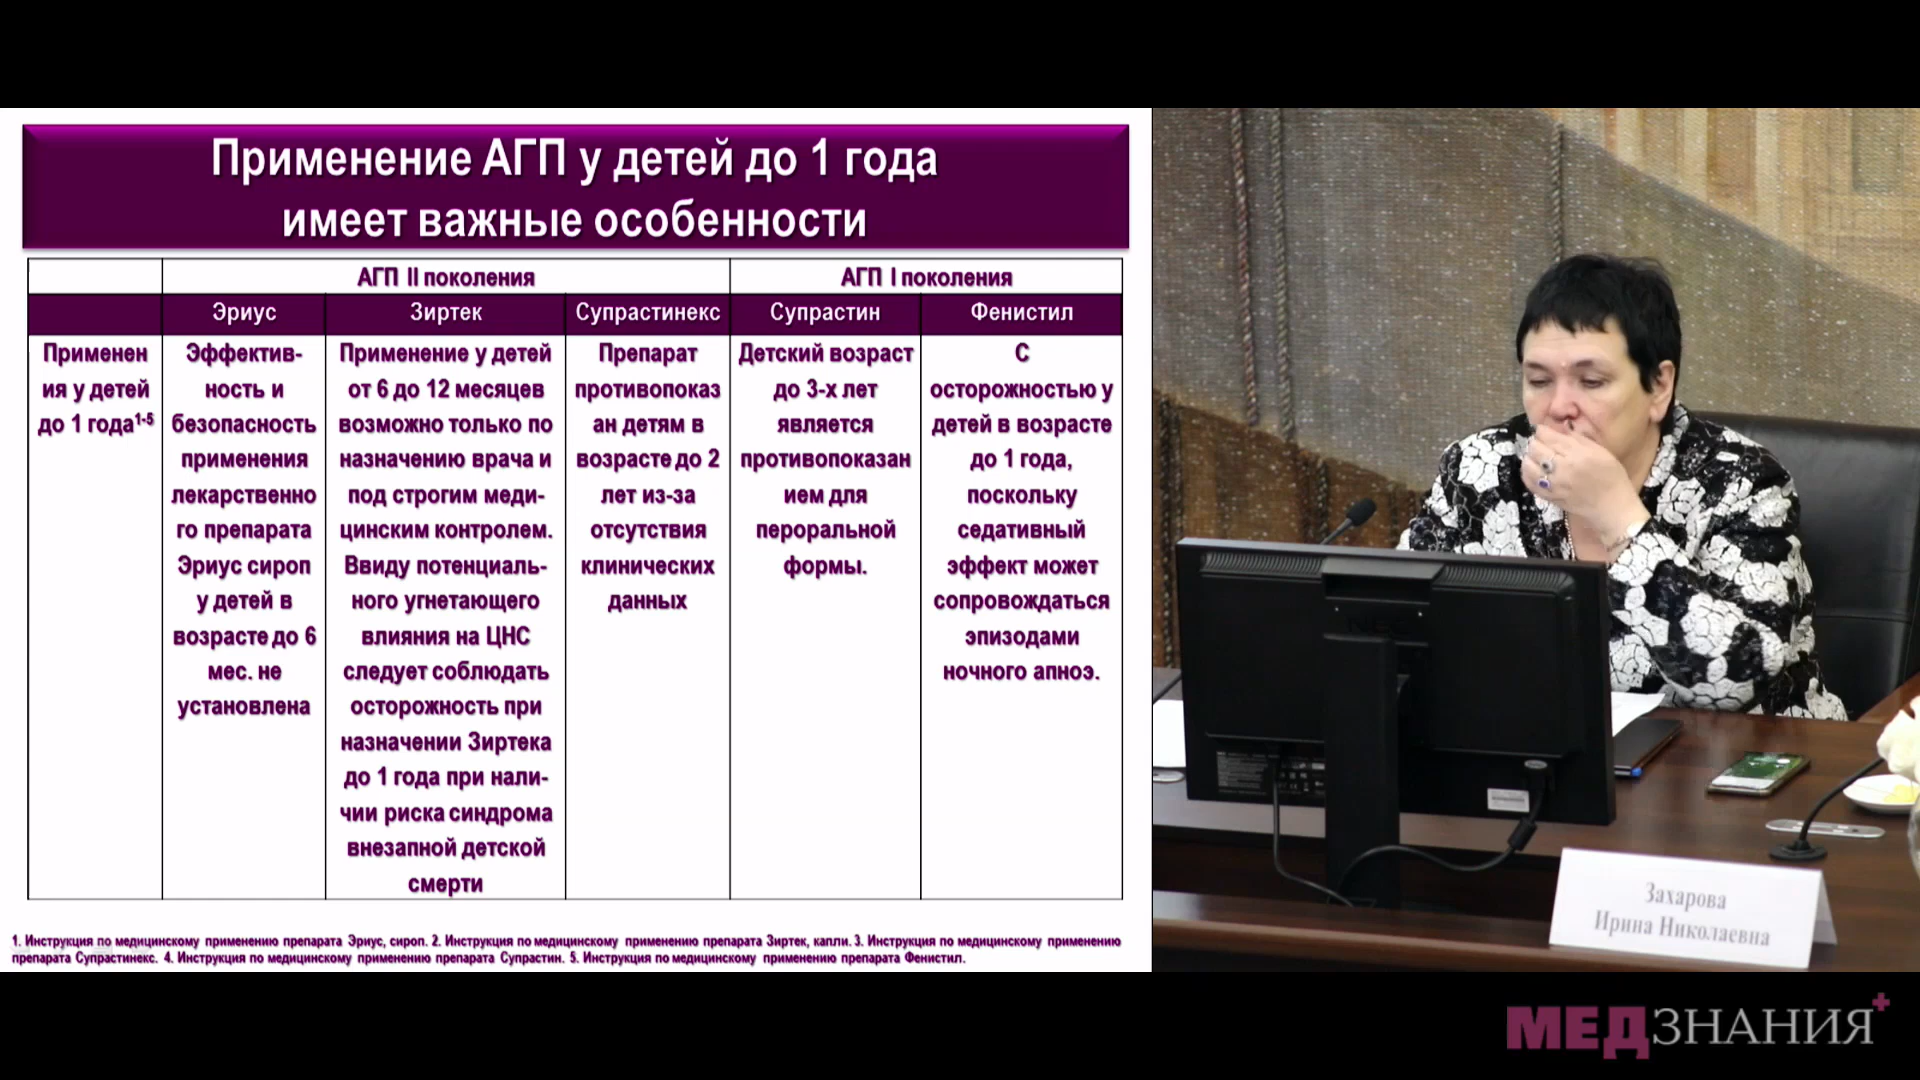 Применение АГП у детей до 1 года
имеет важные особенности
АГП II поколения
АГП I поколения
Эриус
Зиртек
Супрастинекс
Супрастин
Фенистил
Применен
ия у детей
до 1 года1-5
Эффектив-
ность и
безопасность
применения
лекарственно
го препарата
Эриус сироп
у детей в
возрасте до 6
мес. не
установлена
Применение у детей
от 6 до 12 месяцев
возможно только по
назначению врача и
под строгим меди-
цинским контролем.
Ввиду потенциаль-
ного угнетающего
влияния на ЦНС
следует соблюдать
осторожность при
назначении Зиртека
до 1 года при нали-
чии риска синдрома
внезапной детской
смерти
Препарат
противопоказ
ан детям в
возрасте до 2
лет из-за
отсутствия
клинических
данных
Детский возраст
до 3-х лет
является
противопоказан
ием для
пероральной
формы.
С
осторожностью у
детей в возрасте
до 1 года,
поскольку
седативный
эффект может
сопровождаться
эпизодами
ночного апноэ.
1. Инструкция по медицинскому применению препарата Эриус, сироп. 2. Инструкция по медицинскому применению препарата Зиртек, капли. 3. Инструкция по медицинскому применению
препарата Супрастинекс. 4. Инструкция по медицинскому применению препарата Супрастин. 5. Инструкция по медицинскому применению препарата Фенистил.
Захарова
Ирина Николаевна
МЕДЗНАНИЯ+